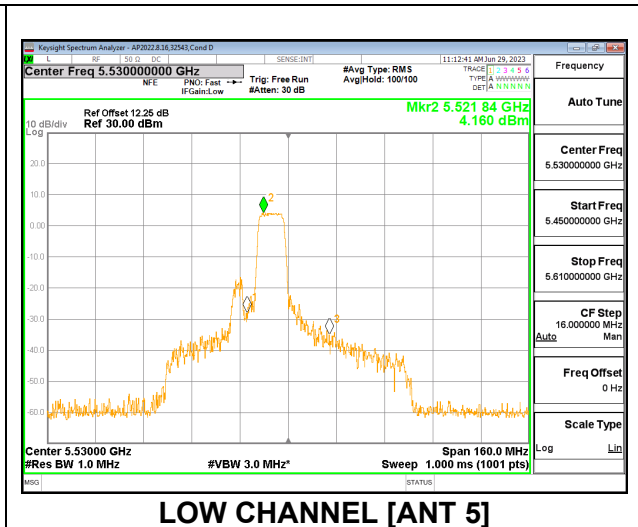 Keysight Spectrum Analyzer - AP2022.8.16,32543,Cond D
L RF 50 Ω DC SENSE:INT 11:12:41 AM Jun 29, 2023
Center Freq 5.530000000 GHz #Avg Type: RMS TRACE 1 2 3 4 5 6
NFE PNO: Fast Trig: Free Run Avg|Hold: 100/100 TYPE A WWWWW
IFGain:Low #Atten: 30 dB DET A N N N N N
Frequency
Mkr2 5.521 84 GHz
4.160 dBm
Ref Offset 12.25 dB
10 dB/div Ref 30.00 dBm
Log
20.0
10.0
0.00
-10.0
-20.0
-30.0
-40.0
-50.0
-60.0
2
1
3
Center 5.53000 GHz Span 160.0 MHz
#Res BW 1.0 MHz #VBW 3.0 MHz* Sweep 1.000 ms (1001 pts)
MSG STATUS
Auto Tune
Center Freq
5.530000000 GHz
Start Freq
5.450000000 GHz
Stop Freq
5.610000000 GHz
CF Step
16.000000 MHz
Auto Man
Freq Offset
0 Hz
Scale Type
Log Lin
LOW CHANNEL [ANT 5]